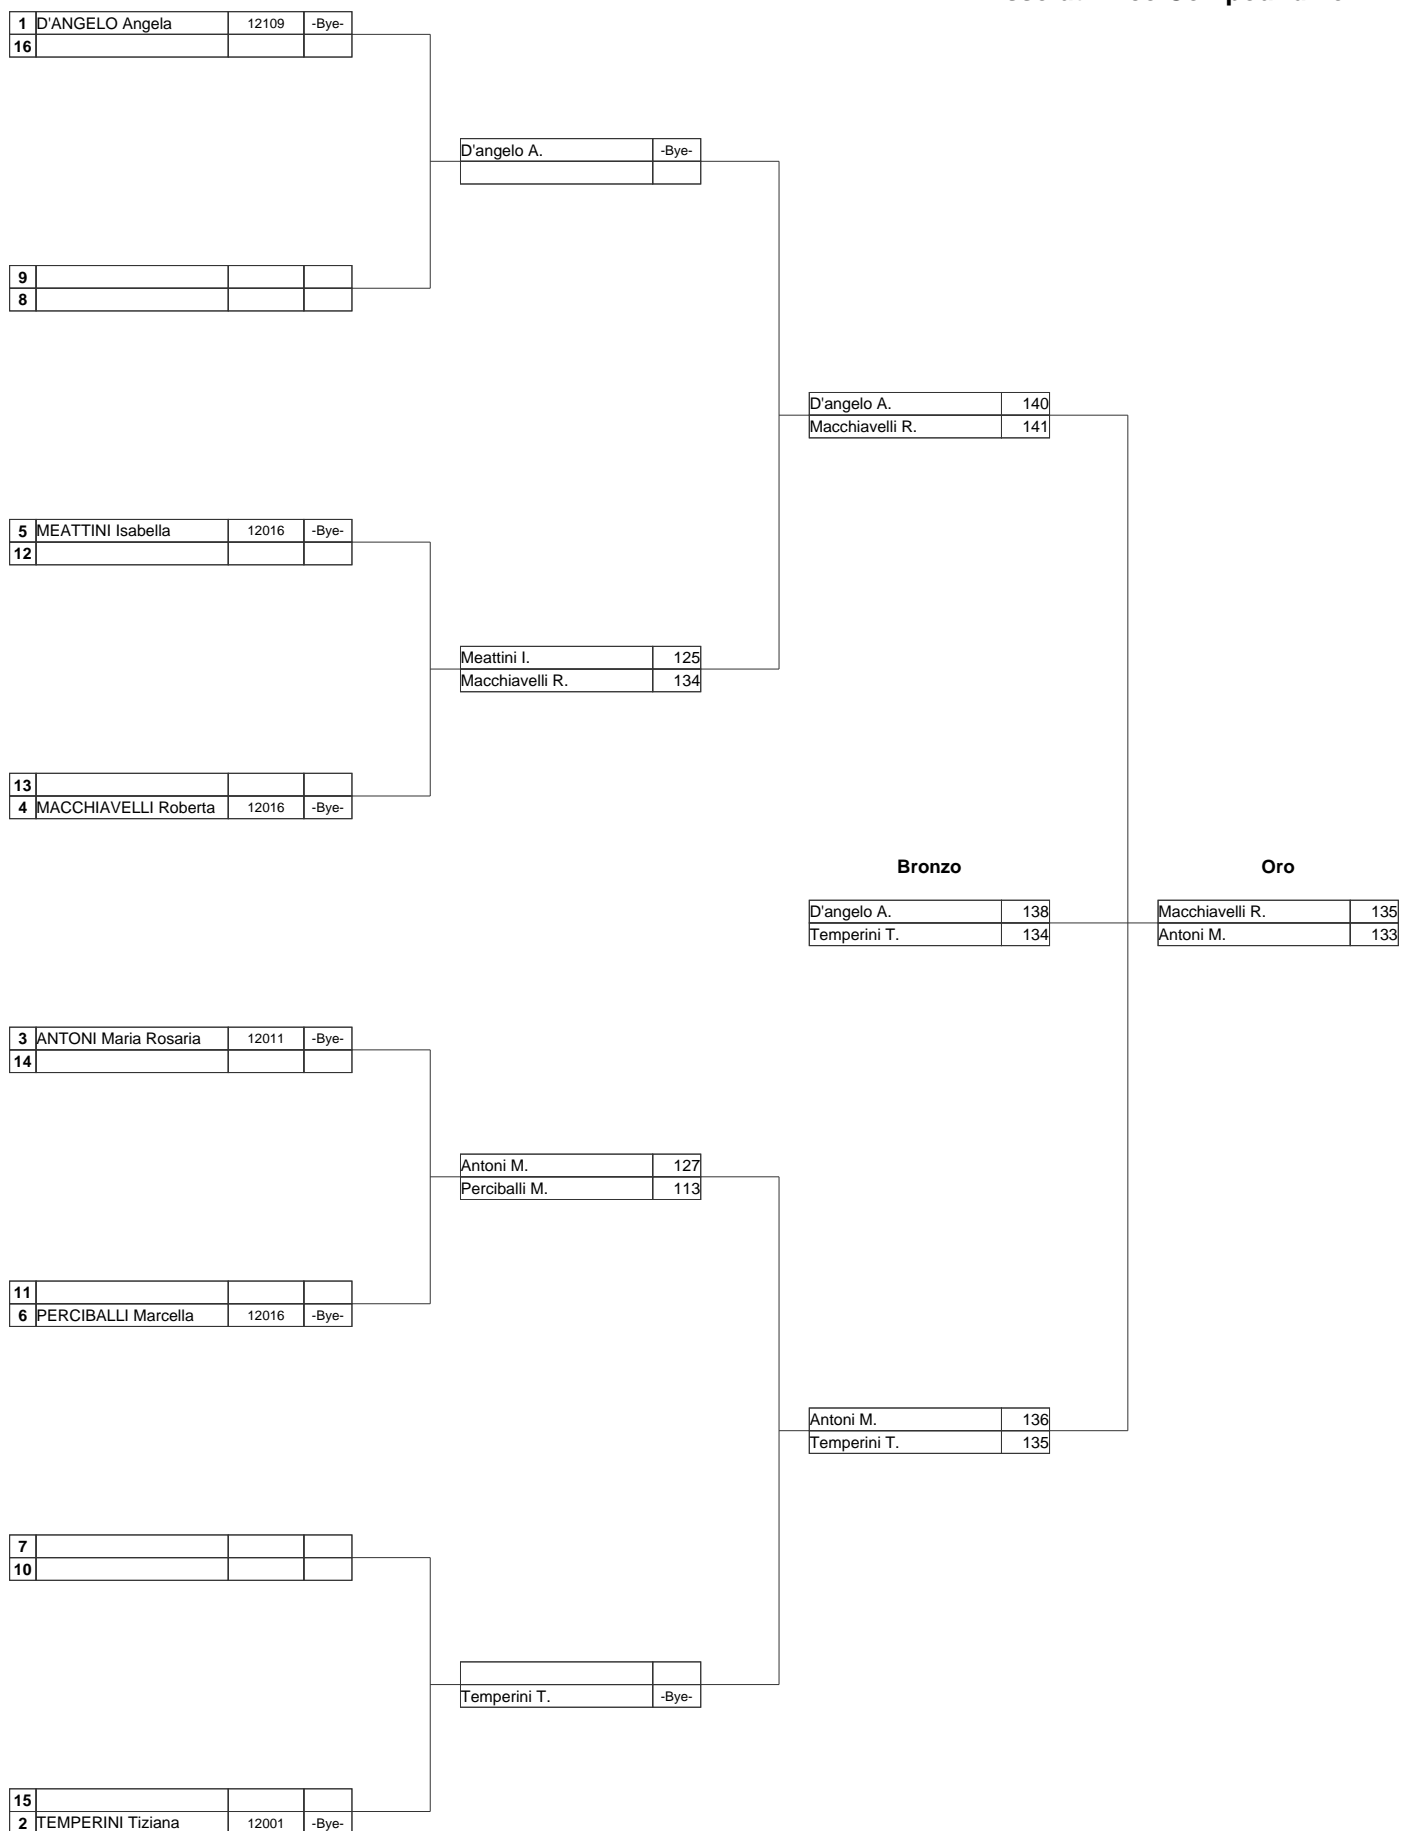 1 D'ANGELO Angela 12109 -Bye-
16
D'angelo A. -Bye-
9
8
D'angelo A. 140
Macchiavelli R. 141
5 MEATTINI Isabella 12016 -Bye-
12
Meattini I. 125
Macchiavelli R. 134
13
4 MACCHIAVELLI Roberta 12016 -Bye-
Bronzo Oro
D'angelo A. 138 Macchiavelli R. 135
Temperini T. 134 Antoni M. 133
3 ANTONI Maria Rosaria 12011 -Bye-
14
Antoni M. 127
Perciballi M. 113
11
6 PERCIBALLI Marcella 12016 -Bye-
Antoni M. 136
Temperini T. 135
7
10
Temperini T. -Bye-
15
2 TEMPERINI Tiziana 12001 -Bye-